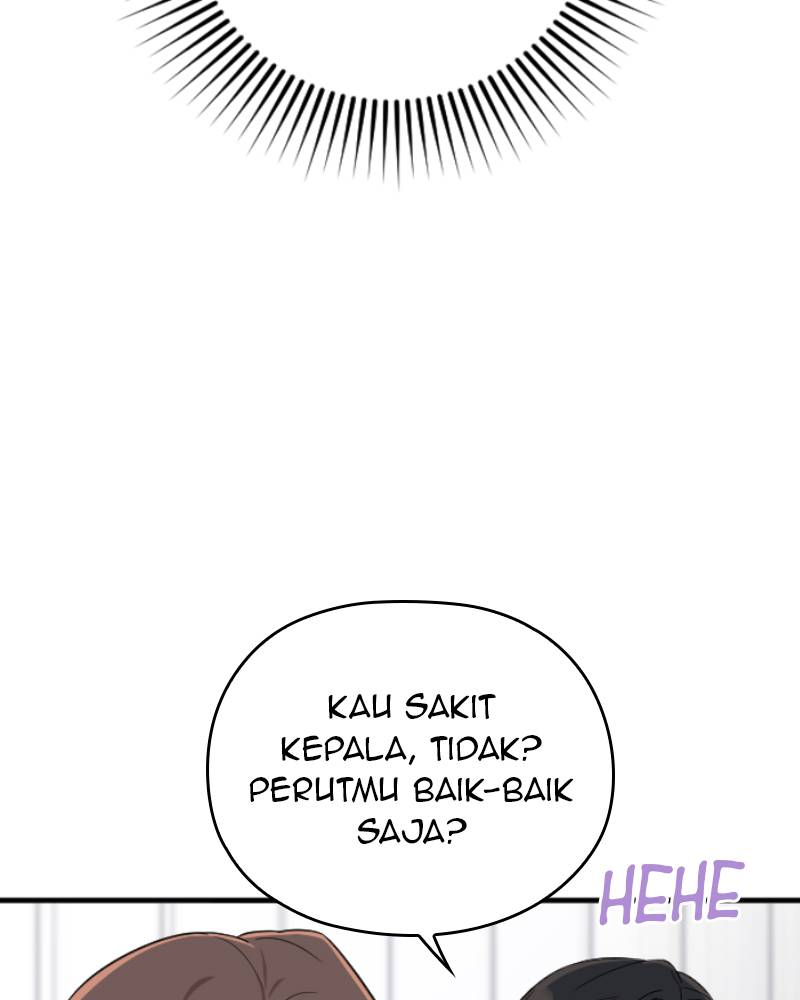 KAU SAKIT
KEPALA, TIDAK?
PERUTMU BAIK-BAIK
SAJA?
HEHE